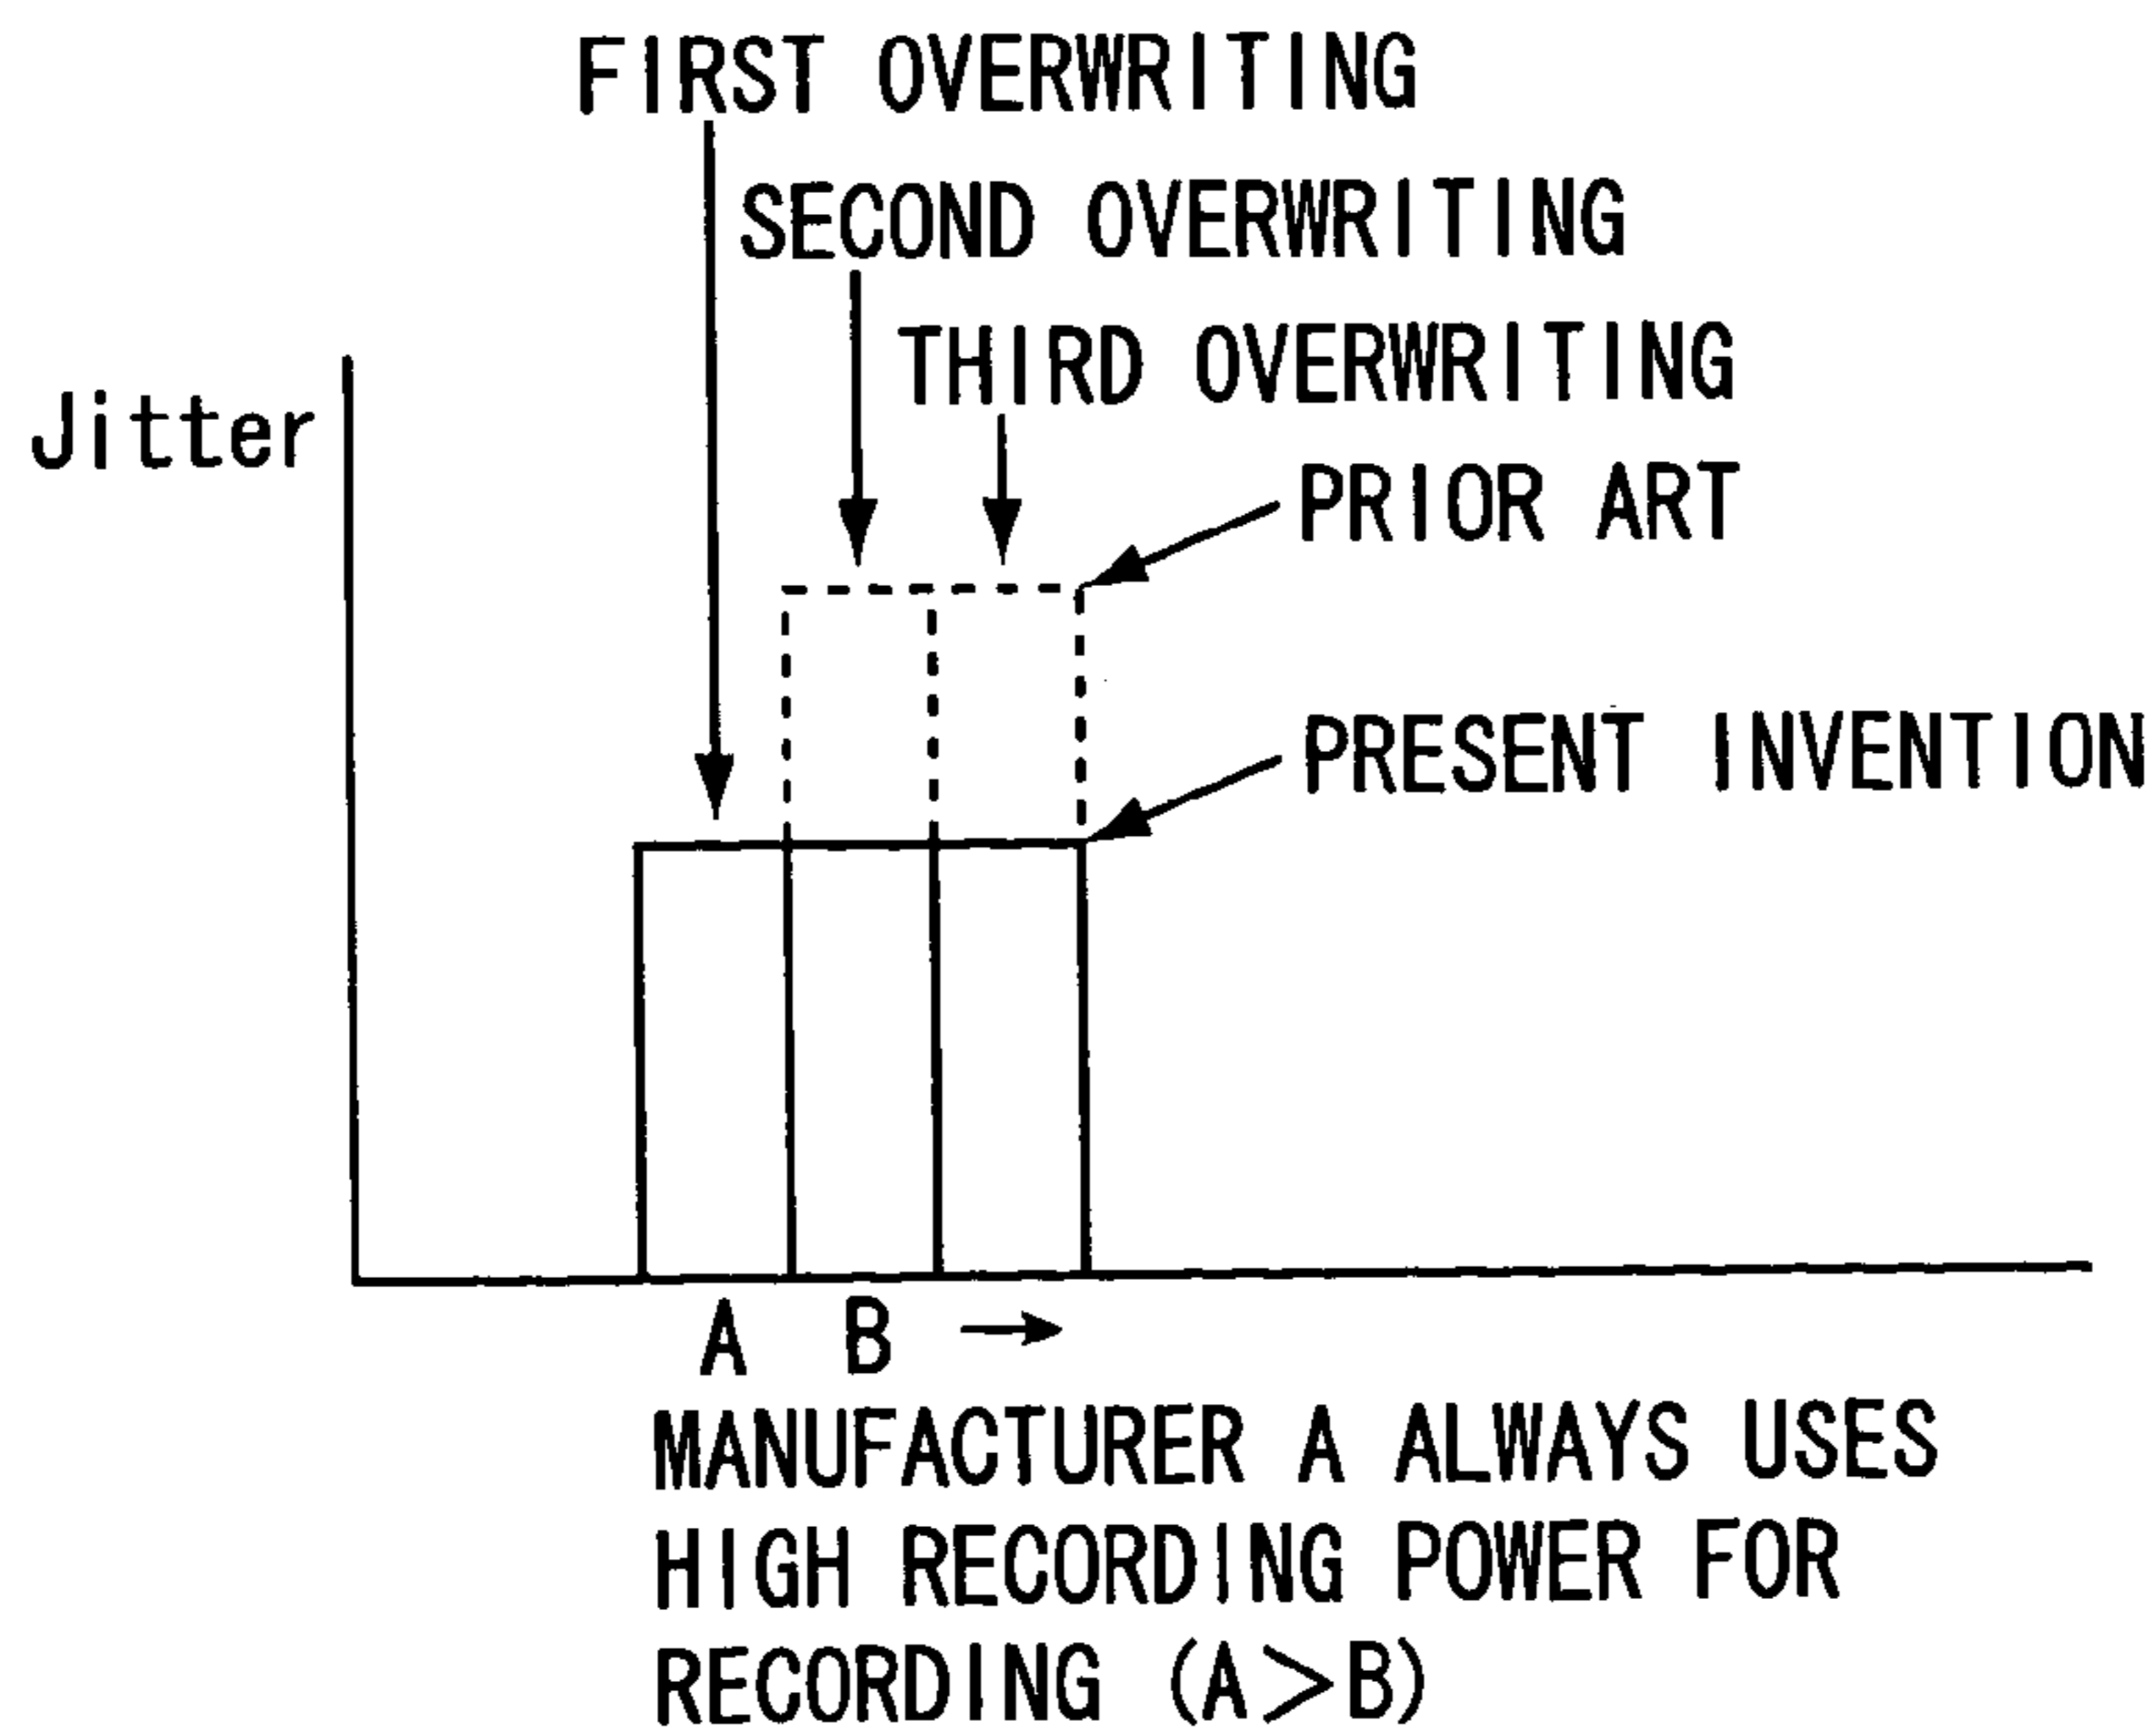 FIRST OVERWRITING
SECOND OVERWRITING
THIRD OVERWRITING
Jitter
PRIOR ART
PRESENT INVENTION
A B →
MANUFACTURER A ALWAYS USES
HIGH RECORDING POWER FOR
RECORDING (A>B)